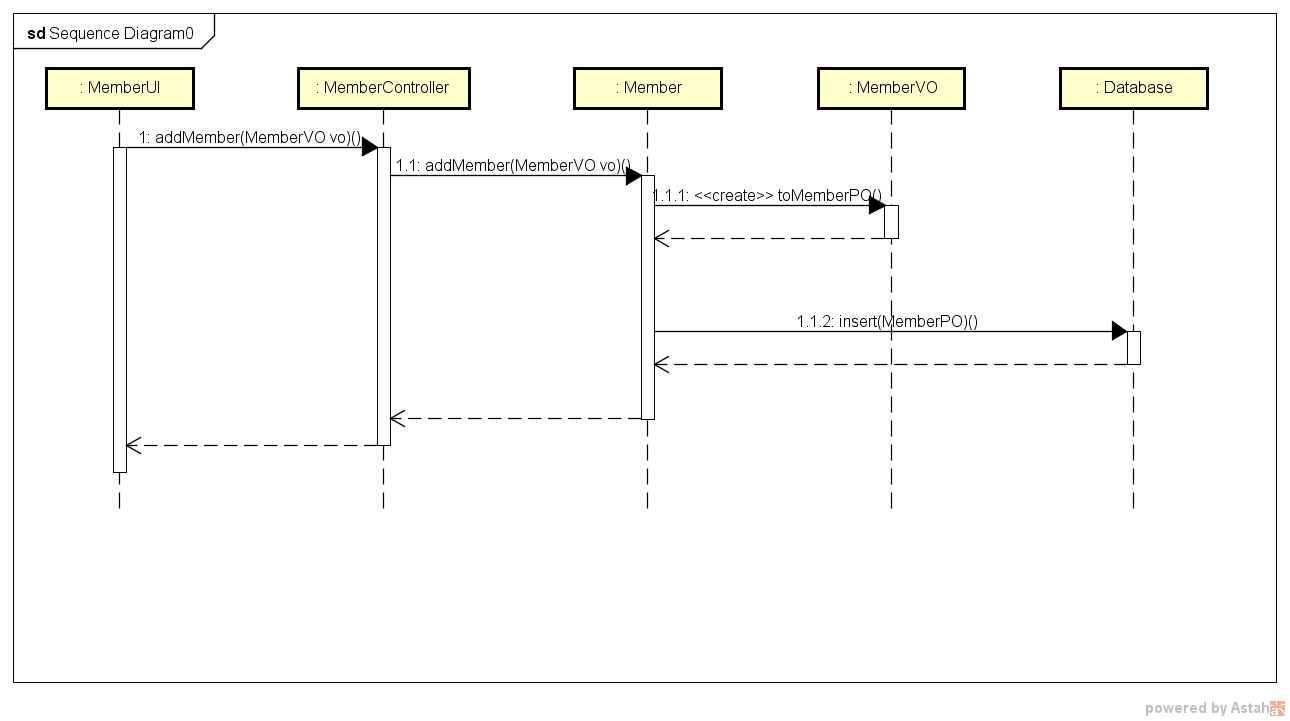 sd Sequence Diagram0
: MemberUI
: MemberController
: Member
: MemberVO
: Database
1: addMember(MemberVO vo)()
1.1: addMember(MemberVO vo)()
1.1.1: <<create>> toMemberPO()
1.1.2: insert(MemberPO)()
powered by Astah